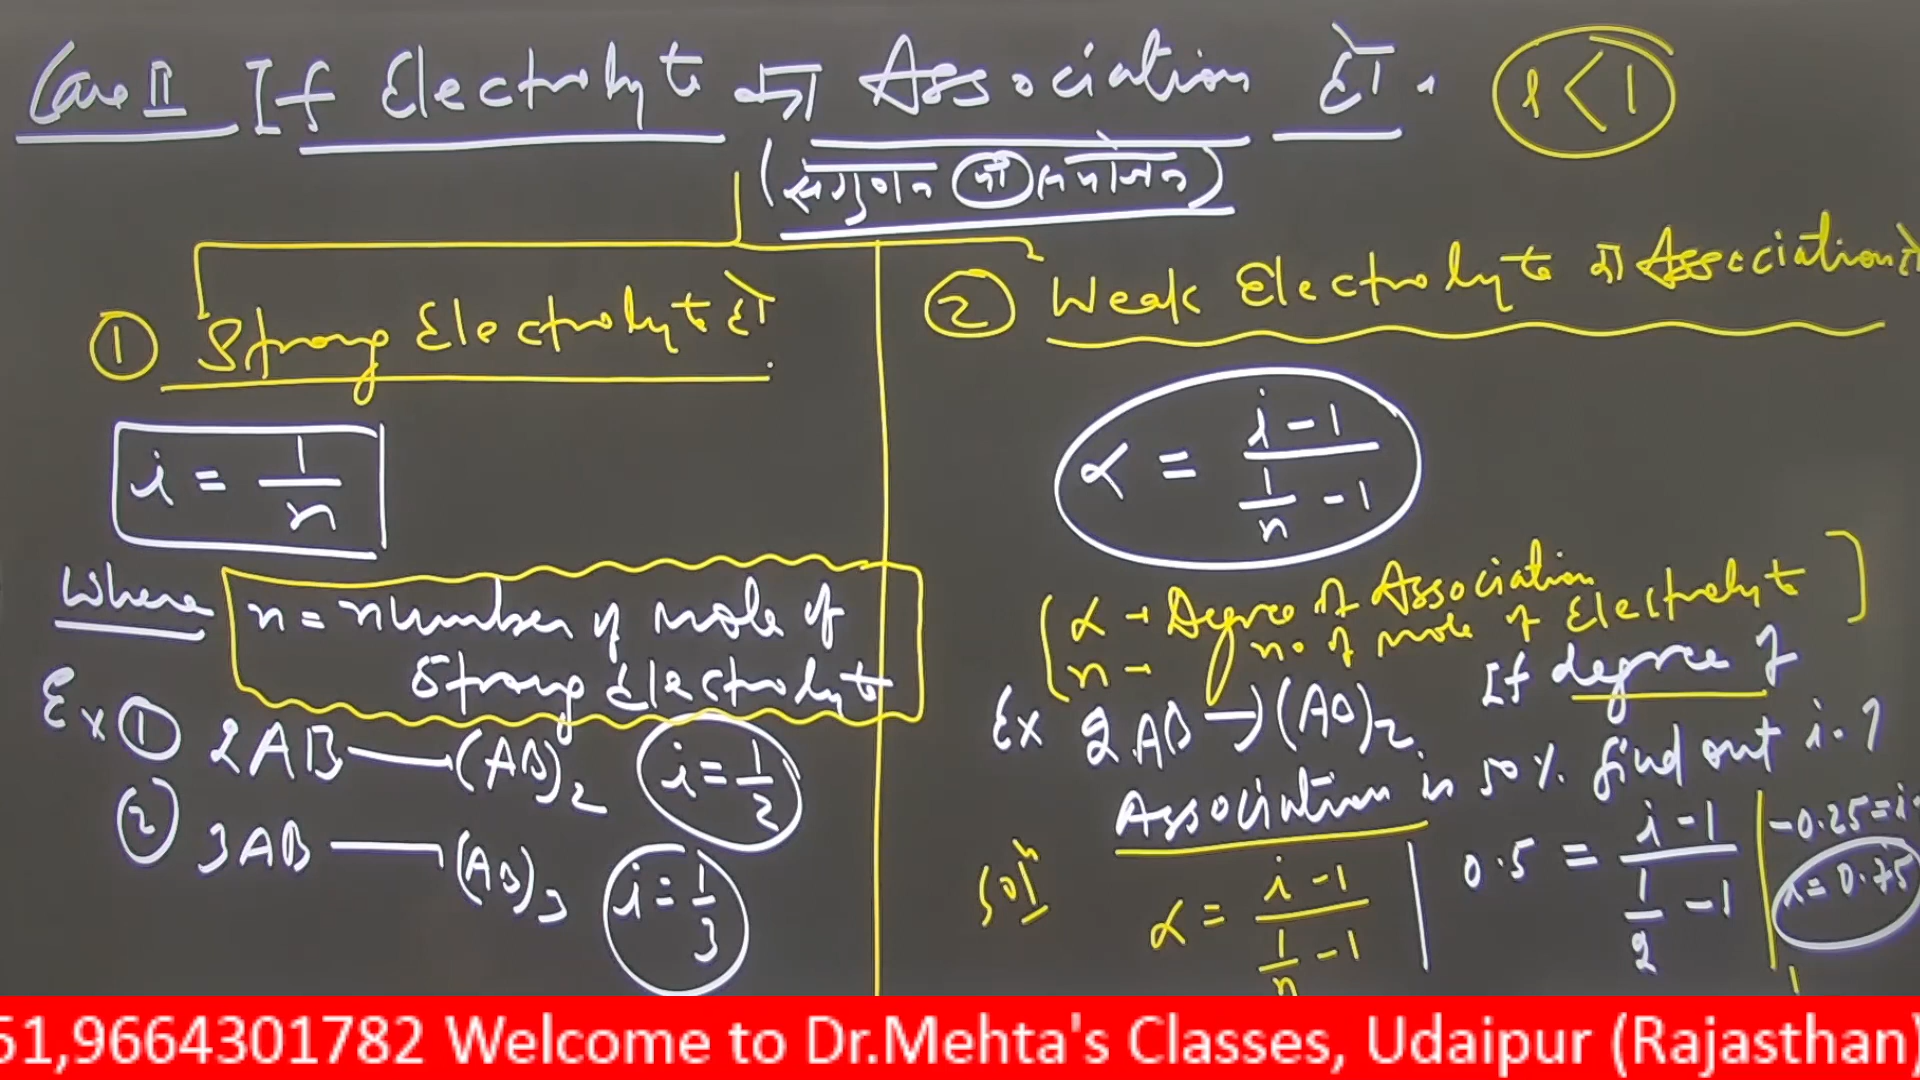 Case II If Electrolyte का Association हो. i < 1
(संगुणन या संयोजन)
① Strong Electrolyte हो.
i = 1/n
Where n = number of mole of
Strong Electrolyte
Ex ① 2AB — (AB)2 i = 1/2
② 3AB — (AB)3 i = 1/3
② Weak Electrolyte का Association हो
α = (i - 1)/(1/n - 1)
α → Degree of Association
n → no of mole of Electrolyte
Ex 2AB → (AB)2. If degree of
Association is 50%. find out i. ?
Soln α = (i - 1)/(1/n - 1) | 0.5 = (i - 1)/(1/2 - 1) | -0.25 = i-
i = 0.75
51,9664301782 Welcome to Dr.Mehta's Classes, Udaipur (Rajasthan)